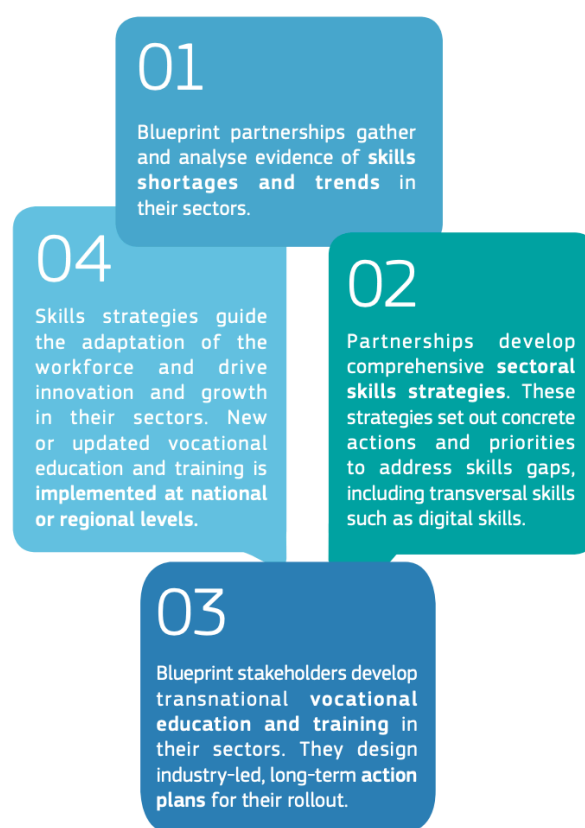 01
Blueprint partnerships gather
and analyse evidence of skills
shortages and trends in
their sectors.
02
Partnerships develop
comprehensive sectoral
skills strategies. These
strategies set out concrete
actions and priorities
to address skills gaps,
including transversal skills
such as digital skills.
03
Blueprint stakeholders develop
transnational vocational
education and training in
their sectors. They design
industry-led, long-term action
plans for their rollout.
04
Skills strategies guide
the adaptation of the
workforce and drive
innovation and growth
in their sectors. New
or updated vocational
education and training is
implemented at national
or regional levels.